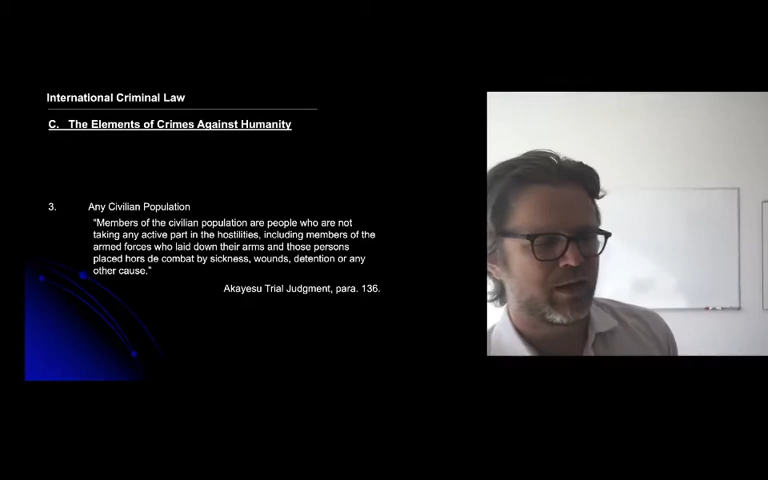 International Criminal Law
C. The Elements of Crimes Against Humanity
3. Any Civilian Population
"Members of the civilian population are people who are not
taking any active part in the hostilities, including members of the
armed forces who laid down their arms and those persons
placed hors de combat by sickness, wounds, detention or any
other cause."
Akayesu Trial Judgment, para. 136.